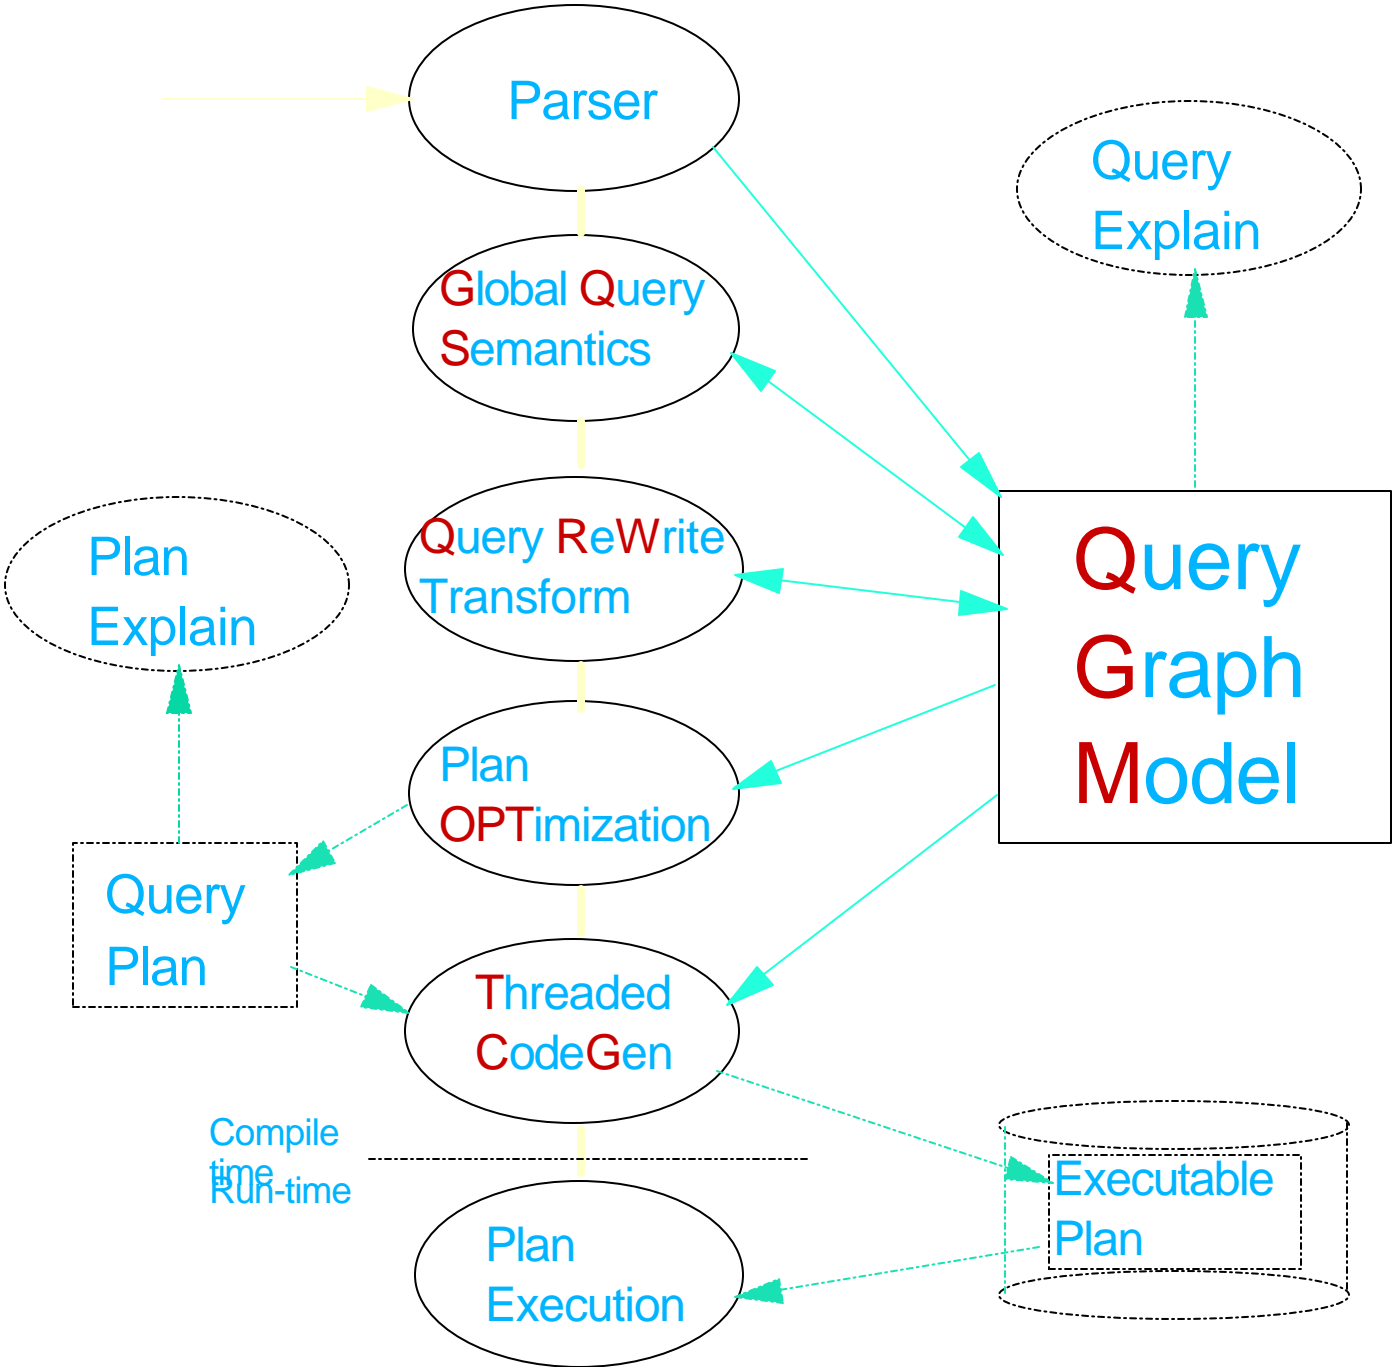 Parser
Query
Explain
Global Query
Semantics
Query ReWrite
Transform
Query
Graph
Model
Plan
Explain
Plan
OPTimization
Query
Plan
Threaded
CodeGen
Compile
time
Run-time
Executable
Plan
Plan
Execution